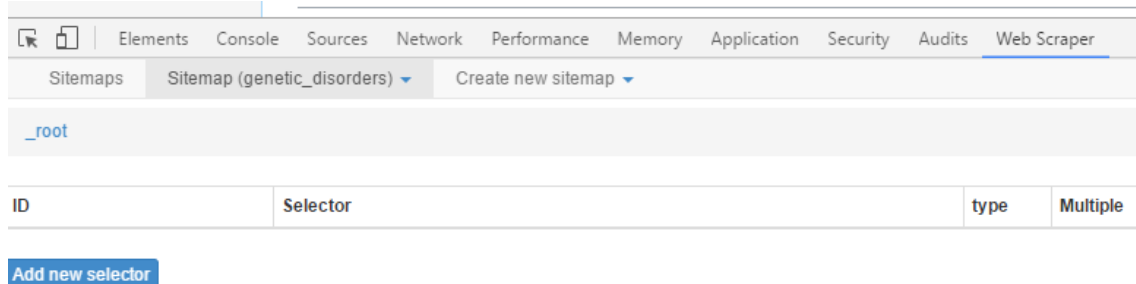 Elements Console Sources Network Performance Memory Application Security Audits Web Scraper
Sitemaps Sitemap (genetic_disorders) Create new sitemap
_root
ID Selector type Multiple
Add new selector